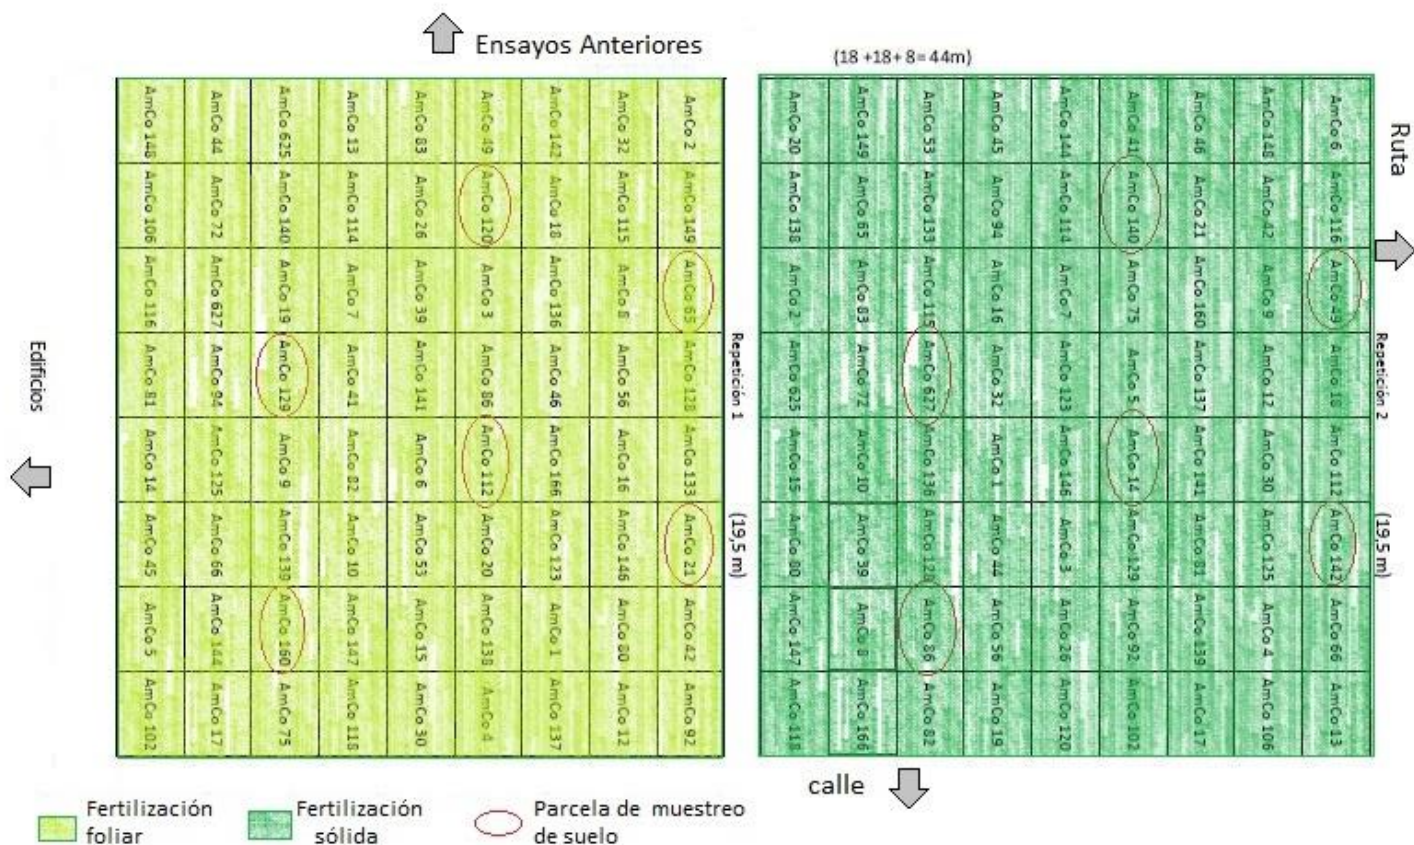 Ensayos Anteriores
(18 +18+ 8= 44m)
AmCo 148 AmCo 44 AmCo 625 AmCo 13 AmCo 83 AmCo 49 AmCo 142 AmCo 32 AmCo 2
AmCo 106 AmCo 72 AmCo 140 AmCo 114 AmCo 26 AmCo 120 AmCo 18 AmCo 115 AmCo 149
AmCo 116 AmCo 627 AmCo 19 AmCo 7 AmCo 39 AmCo 3 AmCo 136 AmCo 8 AmCo 65
AmCo 81 AmCo 94 AmCo 129 AmCo 41 AmCo 141 AmCo 86 AmCo 46 AmCo 56 AmCo 128
AmCo 14 AmCo 125 AmCo 9 AmCo 82 AmCo 6 AmCo 112 AmCo 166 AmCo 16 AmCo 133
AmCo 45 AmCo 66 AmCo 139 AmCo 10 AmCo 53 AmCo 20 AmCo 123 AmCo 146 AmCo 21
AmCo 5 AmCo 144 AmCo 160 AmCo 147 AmCo 15 AmCo 138 AmCo 1 AmCo 80 AmCo 42
AmCo 102 AmCo 17 AmCo 75 AmCo 118 AmCo 30 AmCo 4 AmCo 137 AmCo 12 AmCo 92
Edificios
Repetición 1
(19,5 m)
AmCo 20 AmCo 149 AmCo 53 AmCo 45 AmCo 144 AmCo 41 AmCo 46 AmCo 148 AmCo 6
AmCo 138 AmCo 65 AmCo 133 AmCo 94 AmCo 114 AmCo 140 AmCo 21 AmCo 42 AmCo 116
AmCo 2 AmCo 83 AmCo 115 AmCo 16 AmCo 7 AmCo 75 AmCo 160 AmCo 9 AmCo 49
AmCo 625 AmCo 72 AmCo 627 AmCo 32 AmCo 123 AmCo 5 AmCo 137 AmCo 12 AmCo 18
AmCo 15 AmCo 10 AmCo 136 AmCo 1 AmCo 146 AmCo 14 AmCo 141 AmCo 30 AmCo 112
AmCo 80 AmCo 39 AmCo 128 AmCo 44 AmCo 3 AmCo 129 AmCo 81 AmCo 125 AmCo 142
AmCo 147 AmCo 8 AmCo 86 AmCo 56 AmCo 26 AmCo 92 AmCo 139 AmCo 4 AmCo 66
AmCo 118 AmCo 166 AmCo 82 AmCo 19 AmCo 120 AmCo 102 AmCo 17 AmCo 106 AmCo 13
Ruta
Repetición 2
(19,5 m)
calle
Fertilización
foliar
Fertilización
sólida
Parcela de muestreo
de suelo